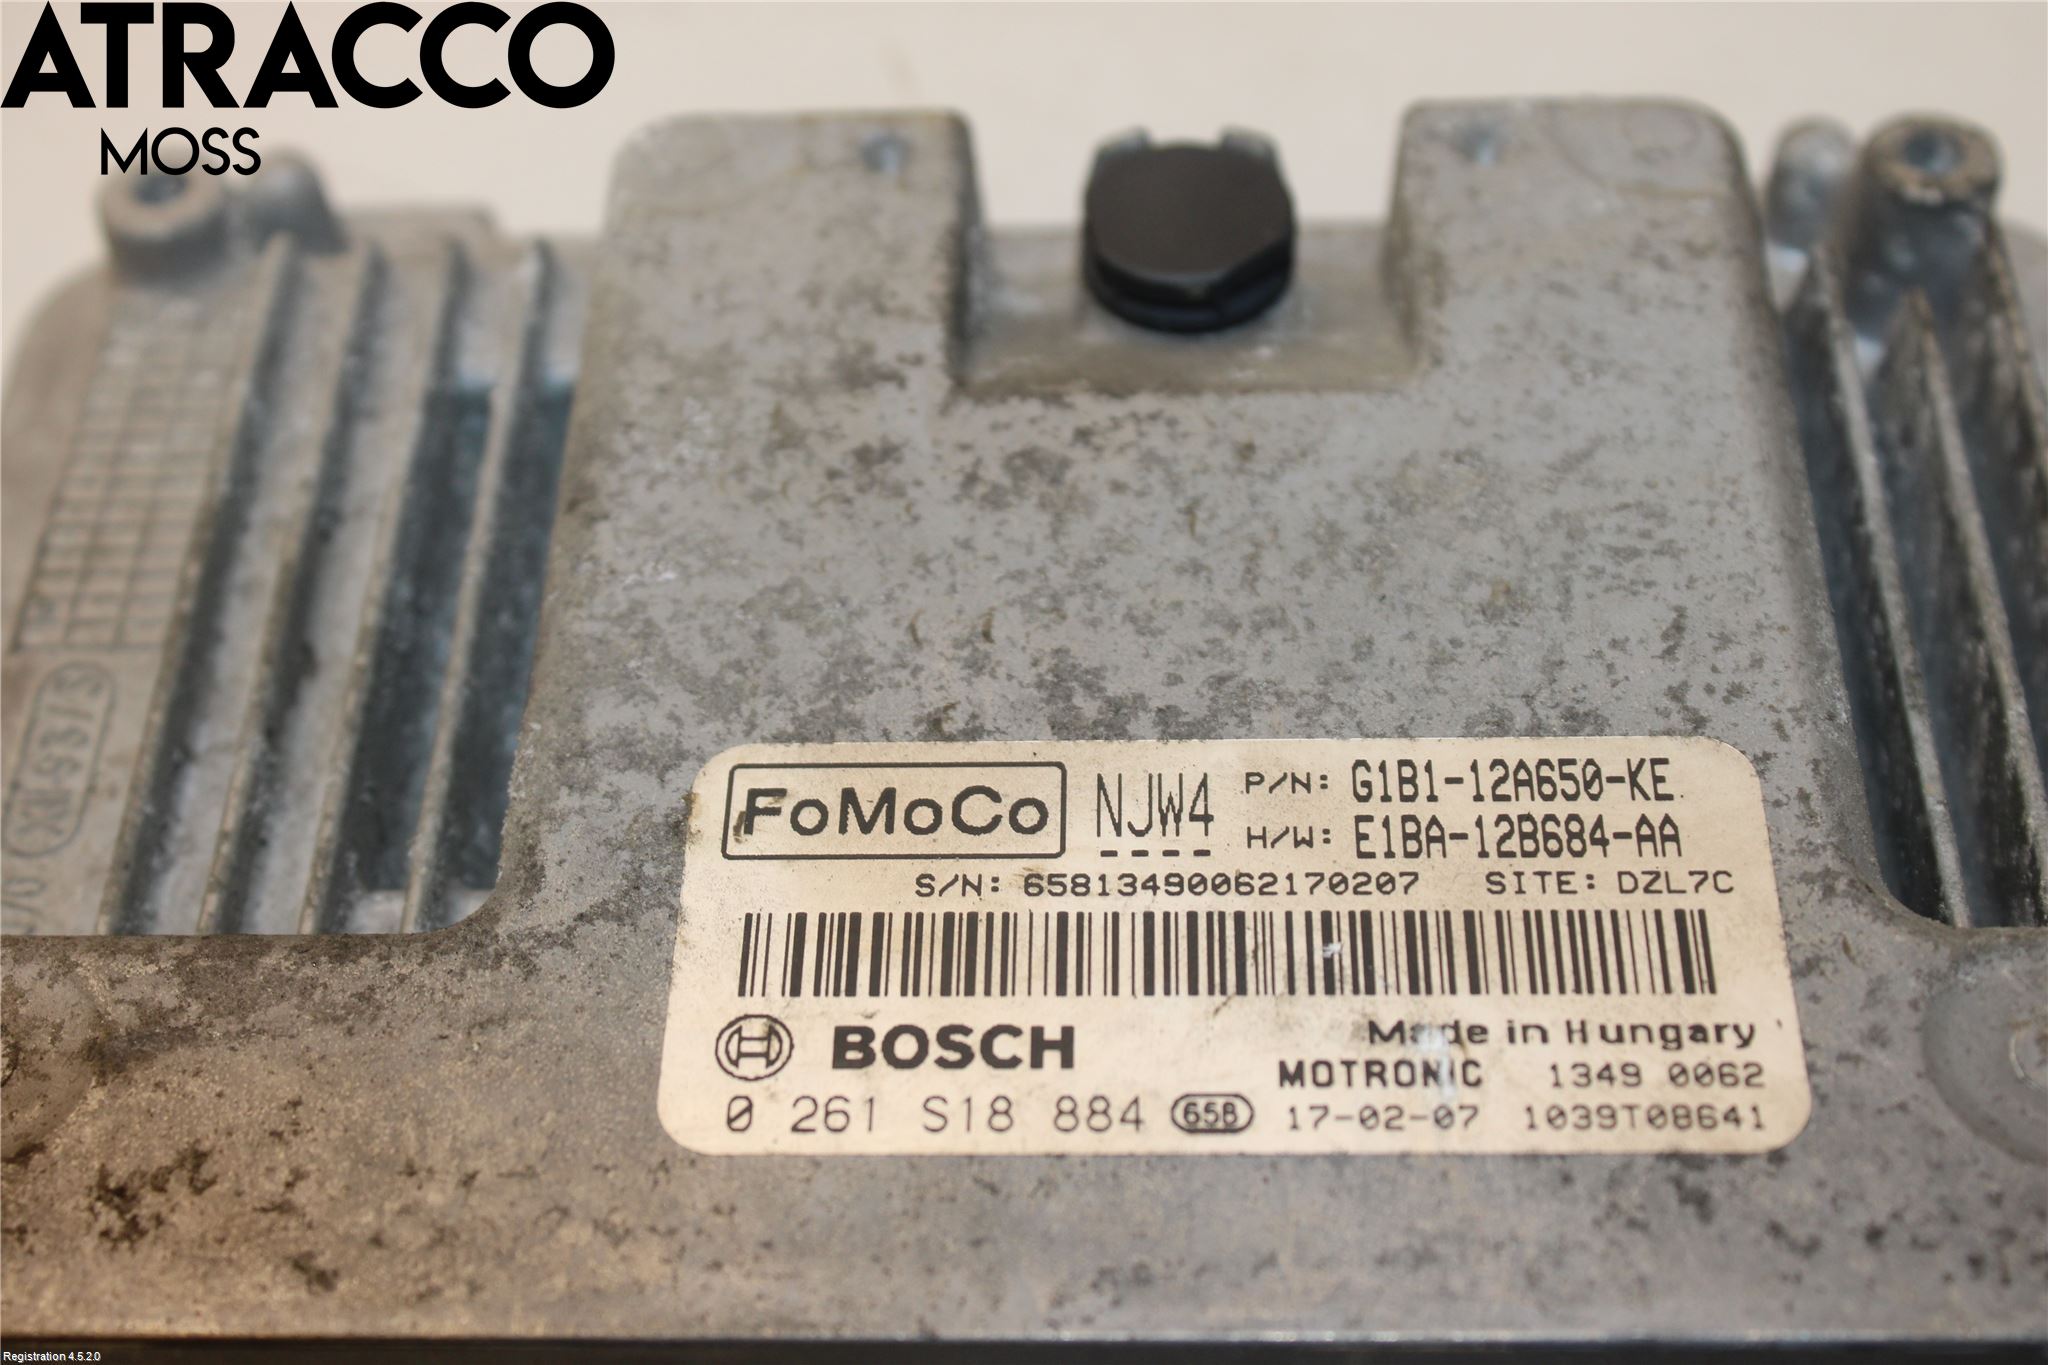 ATRACCO
MOSS
FoMoCo NJW4 P/N: G1B1-12A650-KE
H/W: E1BA-12B684-AA
S/N: 65813490062170207 SITE: DZL7C
BOSCH Made in Hungary
MOTRONIC 1349 0062
0 261 S18 884 65B 17-02-07 1039T08641
Registration 4.5.2.0